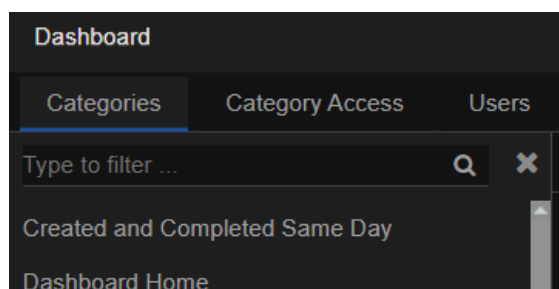 Dashboard
Categories Category Access Users
Type to filter ...
Created and Completed Same Day
Dashboard Home